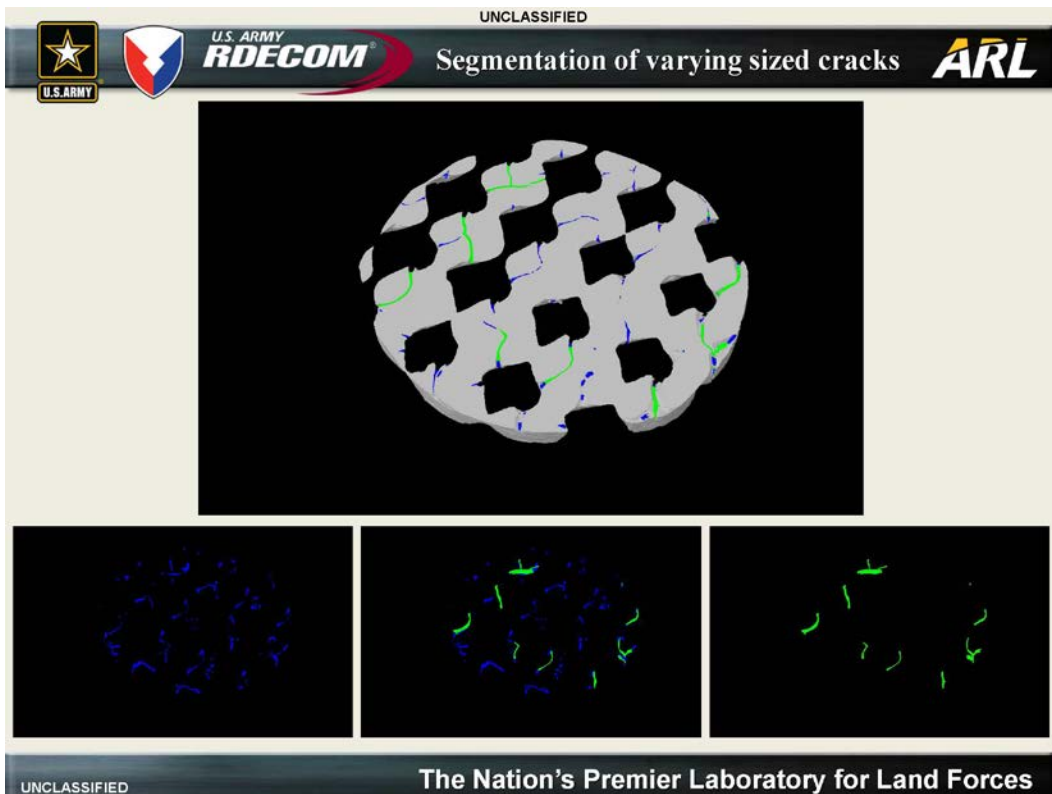 UNCLASSIFIED
U.S. ARMY
RDECOM®
Segmentation of varying sized cracks
ARL
U.S.ARMY
The Nation's Premier Laboratory for Land Forces
UNCLASSIFIED